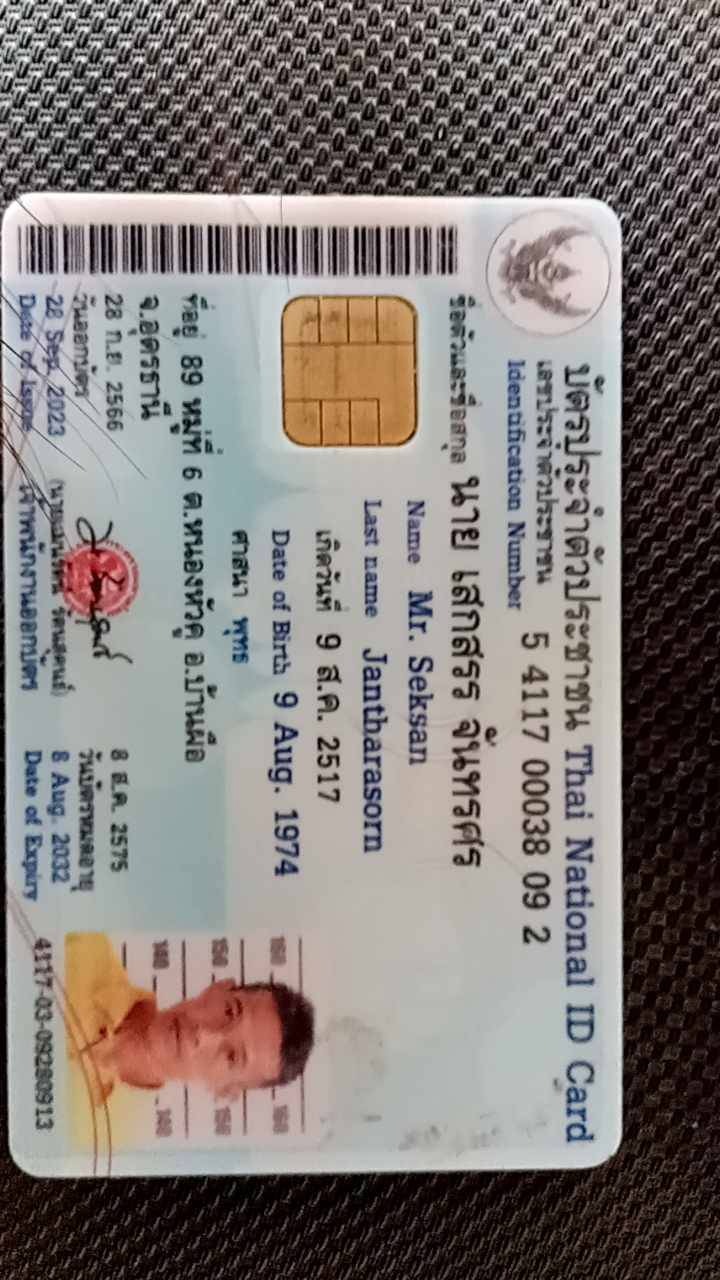 บัตรประจำตัวประชาชน Thai National ID Card
เลขประจำตัวประชาชน 5 4117 00038 09 2
Identification Number
ชื่อตัวและชื่อสกุล นาย เสกสรร จันทรศร
Name Mr. Seksan
Last name Jantharasorn
เกิดวันที่ 9 ส.ค. 2517
Date of Birth 9 Aug. 1974
ศาสนา พุทธ
ที่อยู่ 89 หมู่ที่ 6 ต.หนองหัวคู อ.บ้านผือ
จ.อุดรธานี
28 ก.ย. 2566
วันออกบัตร
28 Sep. 2023
Date of Issue
เจ้าพนักงานออกบัตร
8 ส.ค. 2575
วันบัตรหมดอายุ
8 Aug. 2032
Date of Expiry
160 160
150 150
140 140
4117-03-09280913